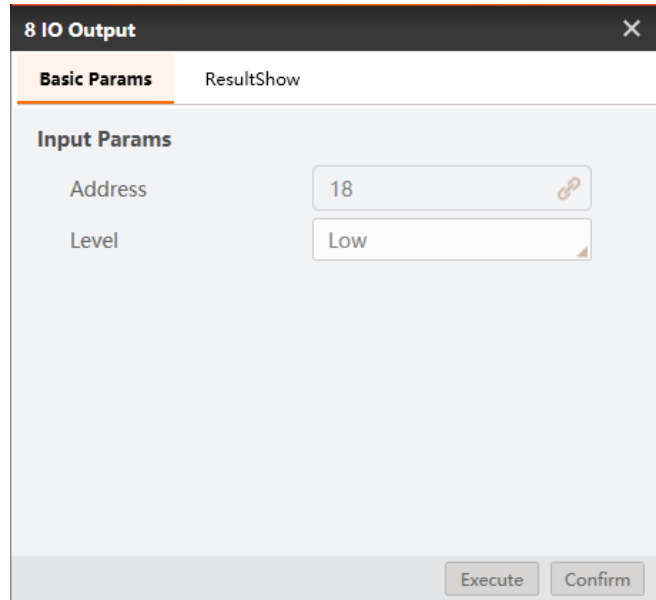 8 IO Output
Basic Params ResultShow
Input Params
Address 18
Level Low
Execute Confirm